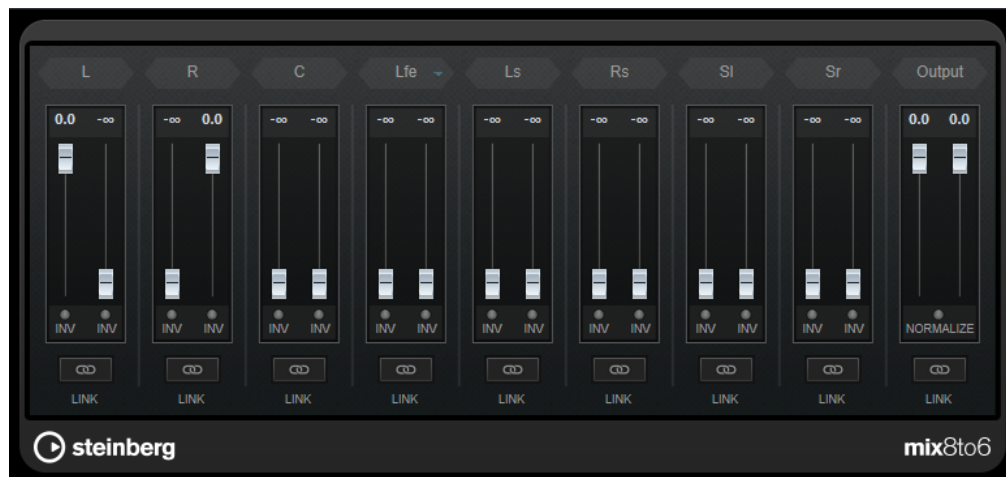 L R C Lfe Ls Rs Sl Sr Output
0.0 -∞ -∞ 0.0 -∞ -∞ -∞ -∞ -∞ -∞ -∞ -∞ -∞ -∞ -∞ -∞ 0.0 0.0
INV INV INV INV INV INV INV INV INV INV INV INV INV INV INV INV NORMALIZE
LINK LINK LINK LINK LINK LINK LINK LINK LINK
steinberg mix8to6